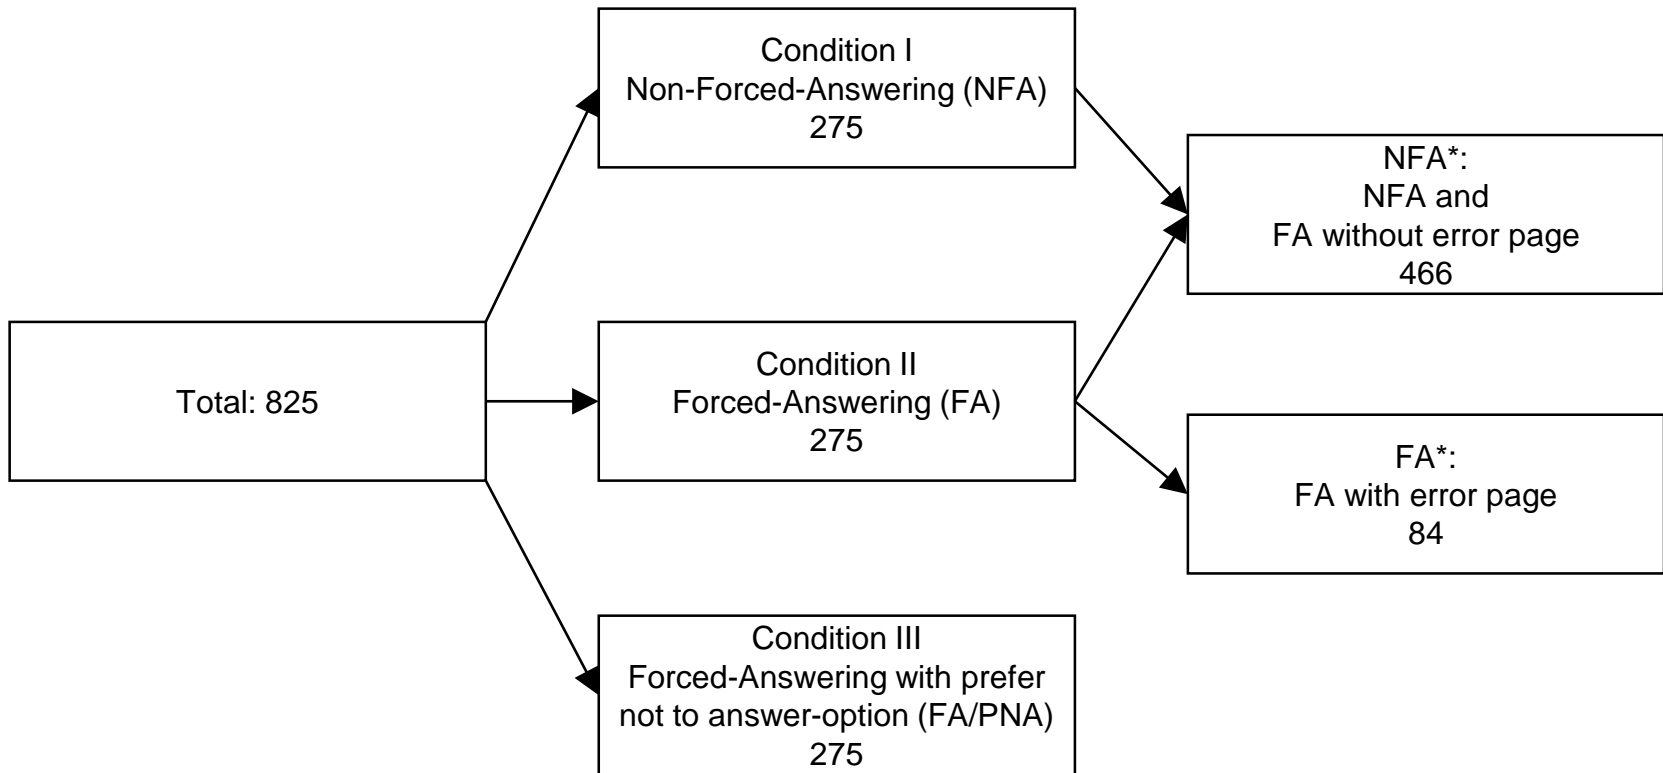 Condition I
Non-Forced-Answering (NFA)
275
NFA*:
NFA and
FA without error page
466
Total: 825
Condition II
Forced-Answering (FA)
275
FA*:
FA with error page
84
Condition III
Forced-Answering with prefer
not to answer-option (FA/PNA)
275